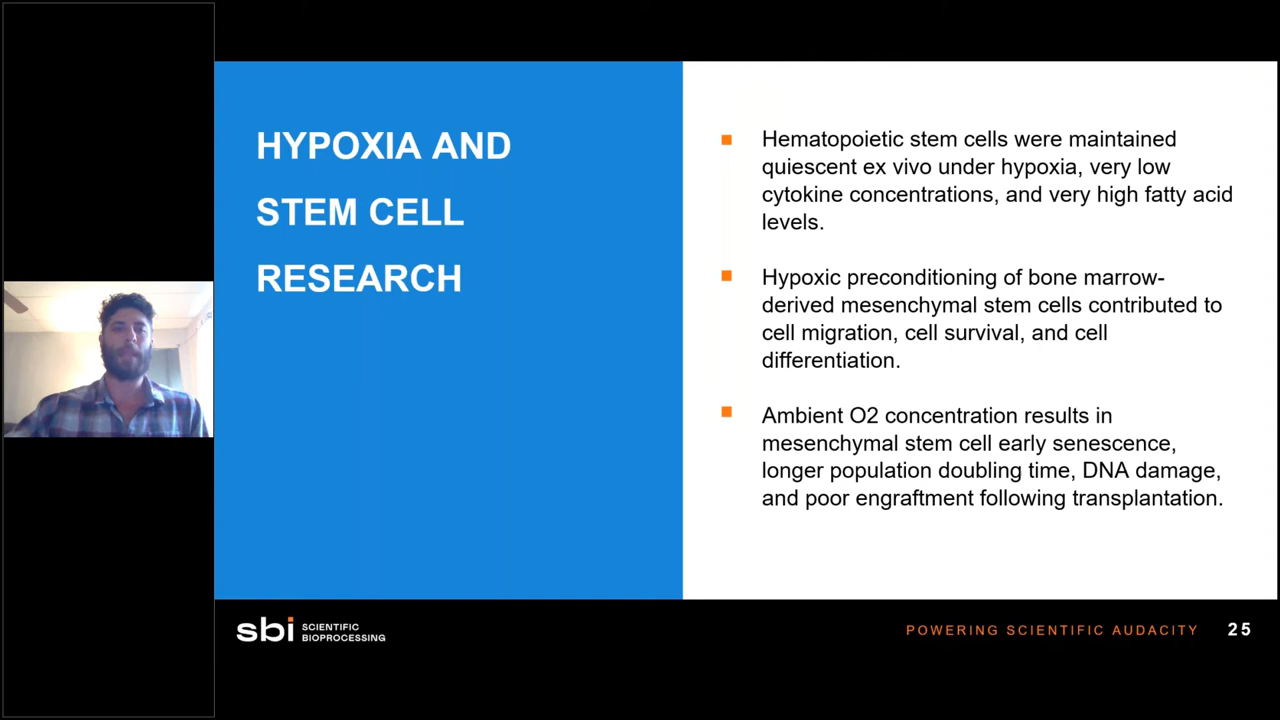 HYPOXIA AND
STEM CELL
RESEARCH
Hematopoietic stem cells were maintained
quiescent ex vivo under hypoxia, very low
cytokine concentrations, and very high fatty acid
levels.
Hypoxic preconditioning of bone marrow-
derived mesenchymal stem cells contributed to
cell migration, cell survival, and cell
differentiation.
Ambient O2 concentration results in
mesenchymal stem cell early senescence,
longer population doubling time, DNA damage,
and poor engraftment following transplantation.
sbi SCIENTIFIC
BIOPROCESSING
POWERING SCIENTIFIC AUDACITY 25